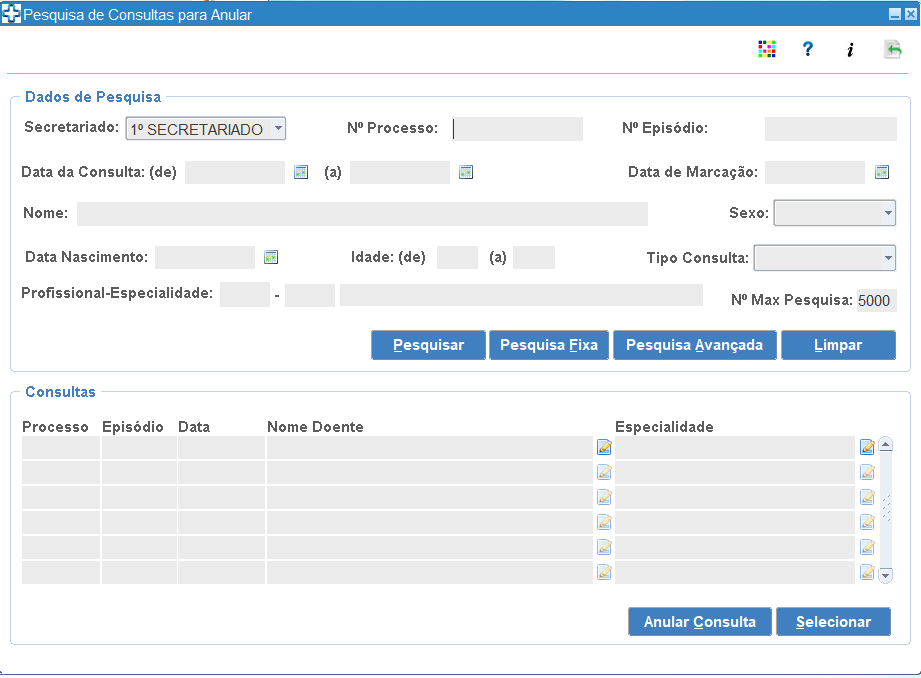 Pesquisa de Consultas para Anular
Dados de Pesquisa
Secretariado: 1º SECRETARIADO Nº Processo: Nº Episódio:
Data da Consulta: (de) (a) Data de Marcação:
Nome: Sexo:
Data Nascimento: Idade: (de) (a) Tipo Consulta:
Profissional-Especialidade: - Nº Max Pesquisa: 5000
Pesquisar Pesquisa Fixa Pesquisa Avançada Limpar
Consultas
Processo Episódio Data Nome Doente Especialidade
Anular Consulta Selecionar